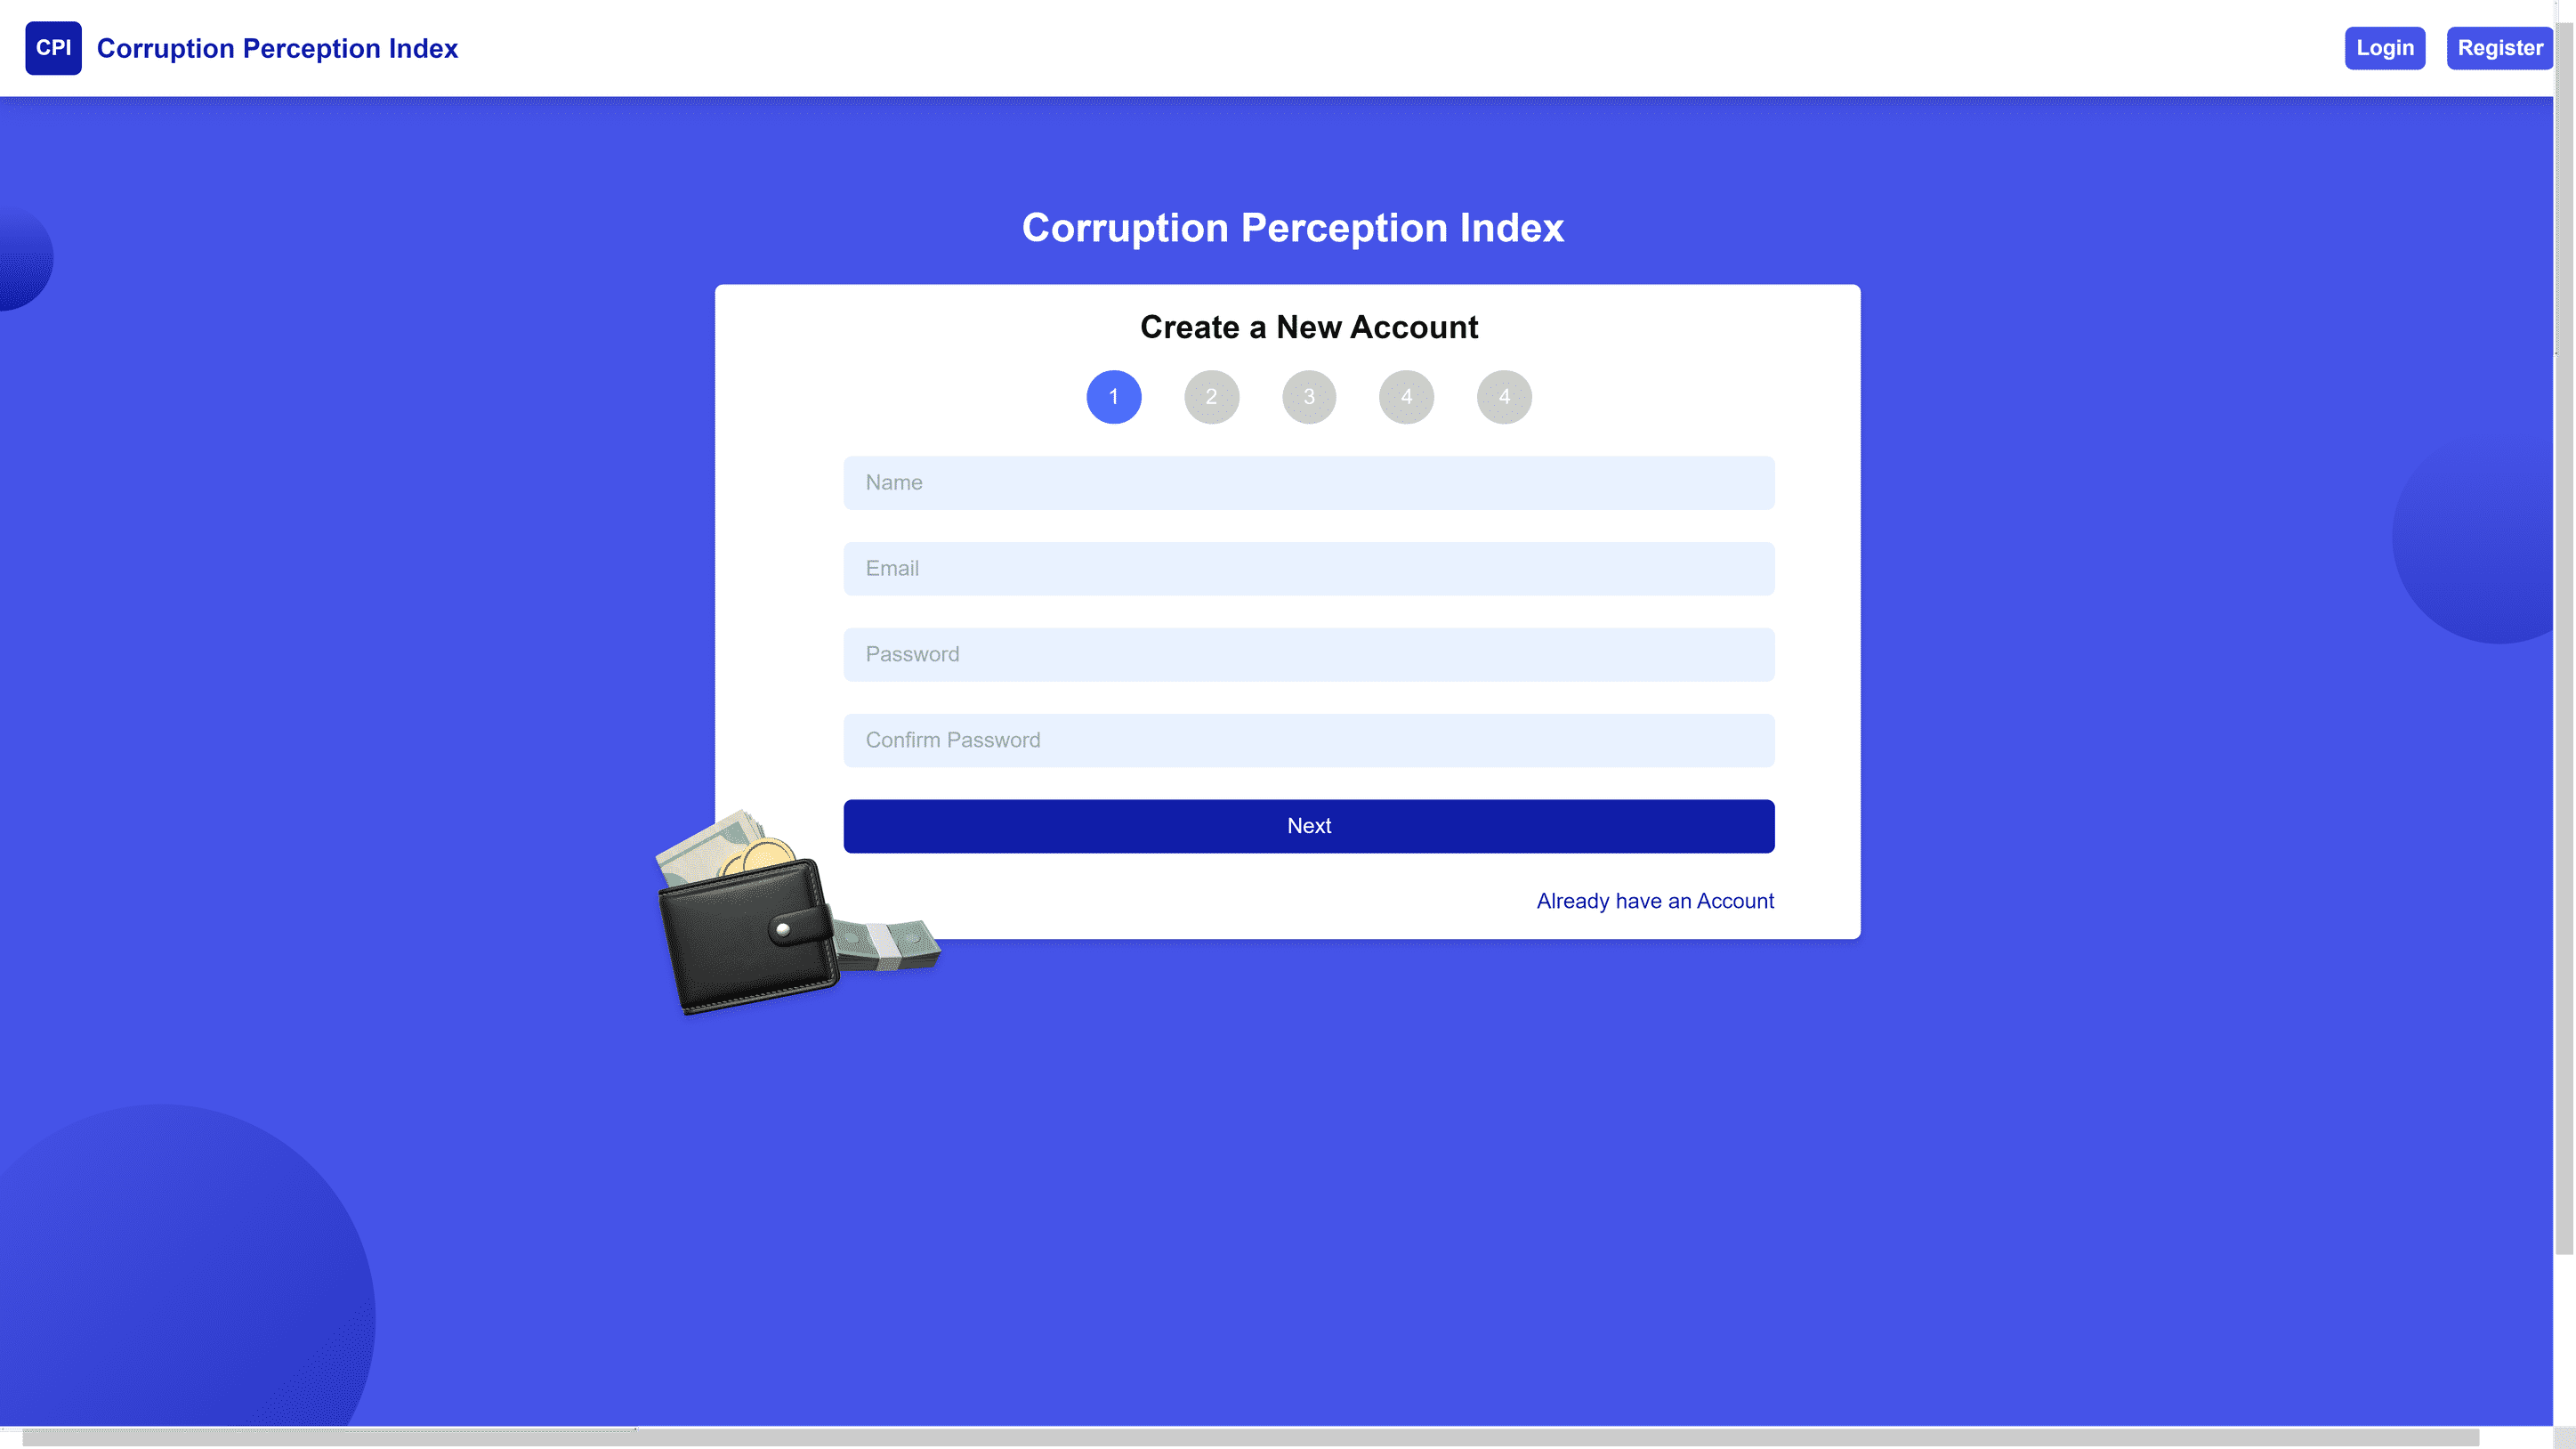 CPI Corruption Perception Index Login Register
Corruption Perception Index
Create a New Account
1 2 3 4 4
Name
Email
Password
Confirm Password
Next
Already have an Account